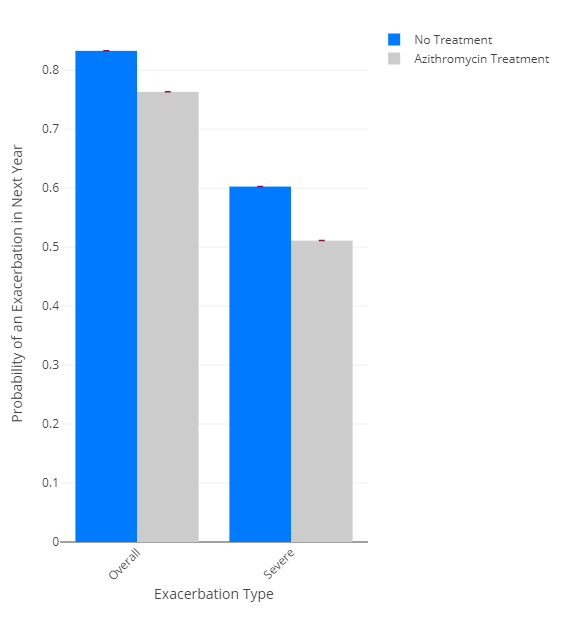 No Treatment
Azithromycin Treatment
Probability of an Exacerbation in Next Year
0.8
0.7
0.6
0.5
0.4
0.3
0.2
0.1
0
Overall
Severe
Exacerbation Type